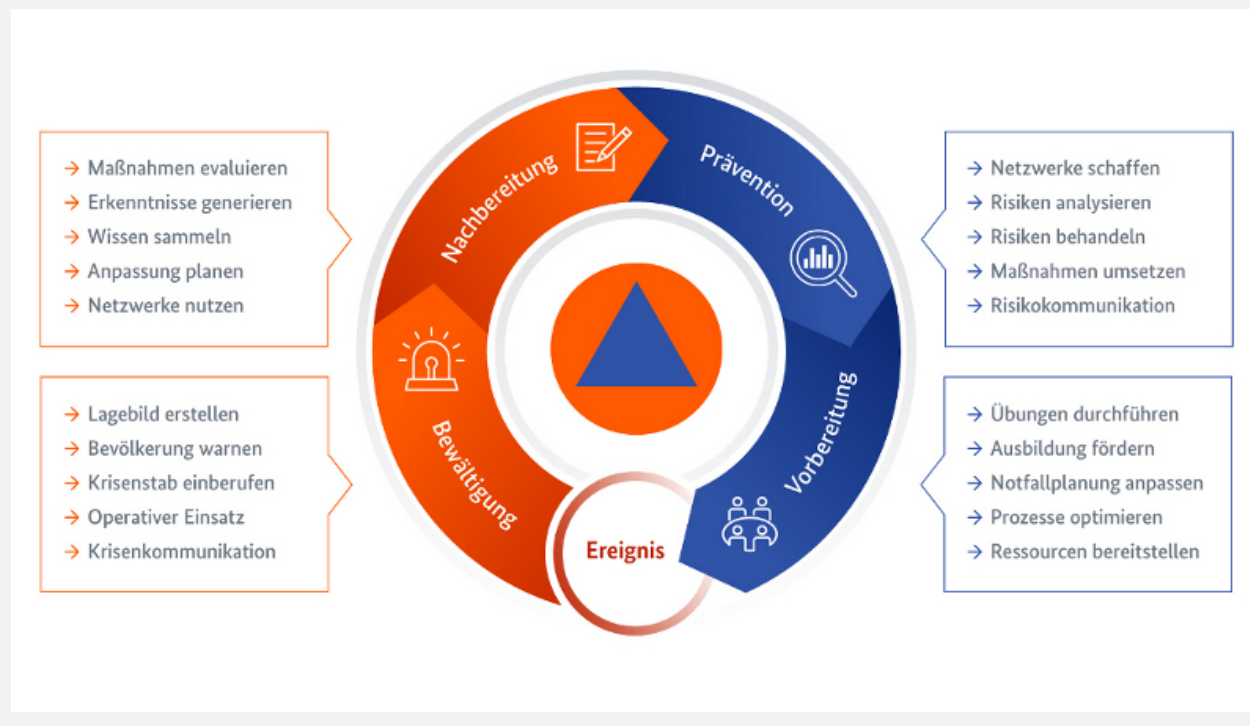 → Maßnahmen evaluieren
→ Erkenntnisse generieren
→ Wissen sammeln
→ Anpassung planen
→ Netzwerke nutzen
→ Lagebild erstellen
→ Bevölkerung warnen
→ Krisenstab einberufen
→ Operativer Einsatz
→ Krisenkommunikation
Nachbereitung
Prävention
Bewältigung
Vorbereitung
Ereignis
→ Netzwerke schaffen
→ Risiken analysieren
→ Risiken behandeln
→ Maßnahmen umsetzen
→ Risikokommunikation
→ Übungen durchführen
→ Ausbildung fördern
→ Notfallplanung anpassen
→ Prozesse optimieren
→ Ressourcen bereitstellen